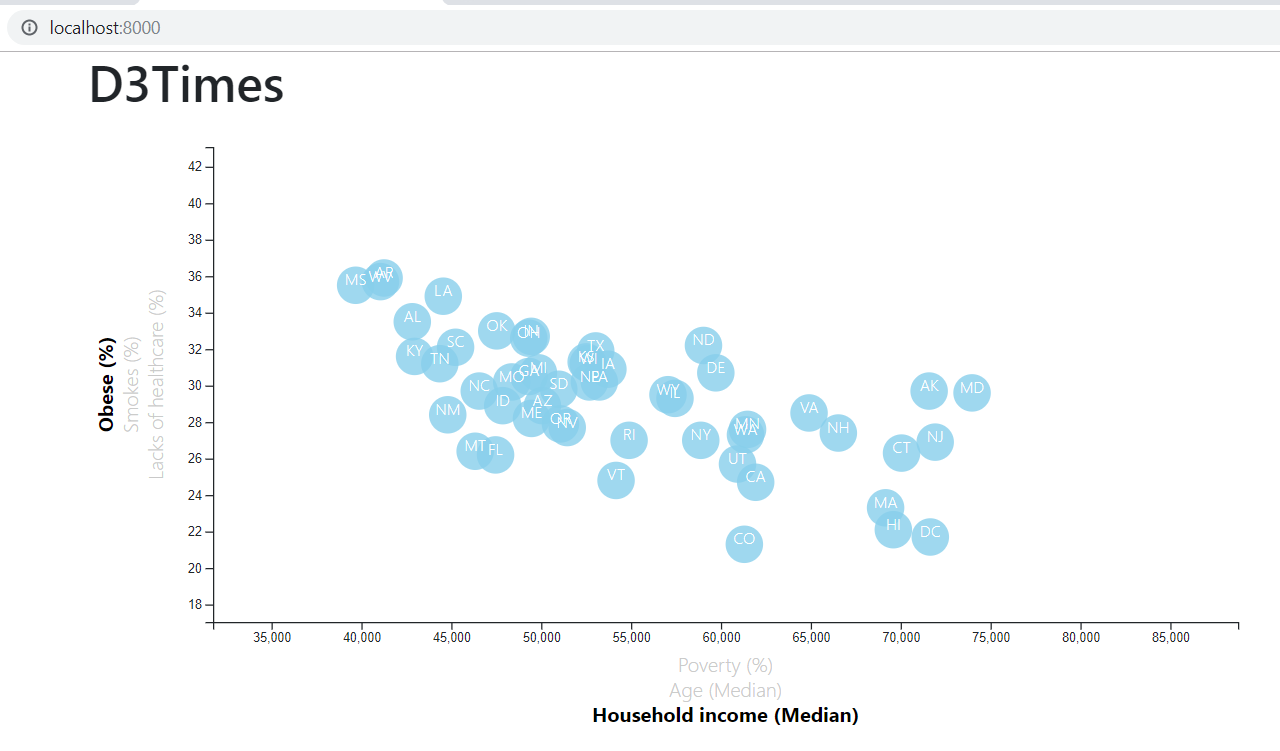 localhost:8000
D3Times
42
40
38
36
34
32
30
28
26
24
22
20
18
Obese (%)
Smokes (%)
Lacks of healthcare (%)
MS
WV
AR
LA
AL
OK
OH
IN
SC
KY
TN
TX
KS
WI
IA
NE
PA
ND
DE
MO
GA
MI
SD
NC
ID
AZ
ME
NM
OR
NV
WY
IL
AK
MD
VA
NH
MN
WA
RI
NY
MT
FL
UT
CA
VT
CT
NJ
MA
HI
DC
CO
35,000
40,000
45,000
50,000
55,000
60,000
65,000
70,000
75,000
80,000
85,000
Poverty (%)
Age (Median)
Household income (Median)